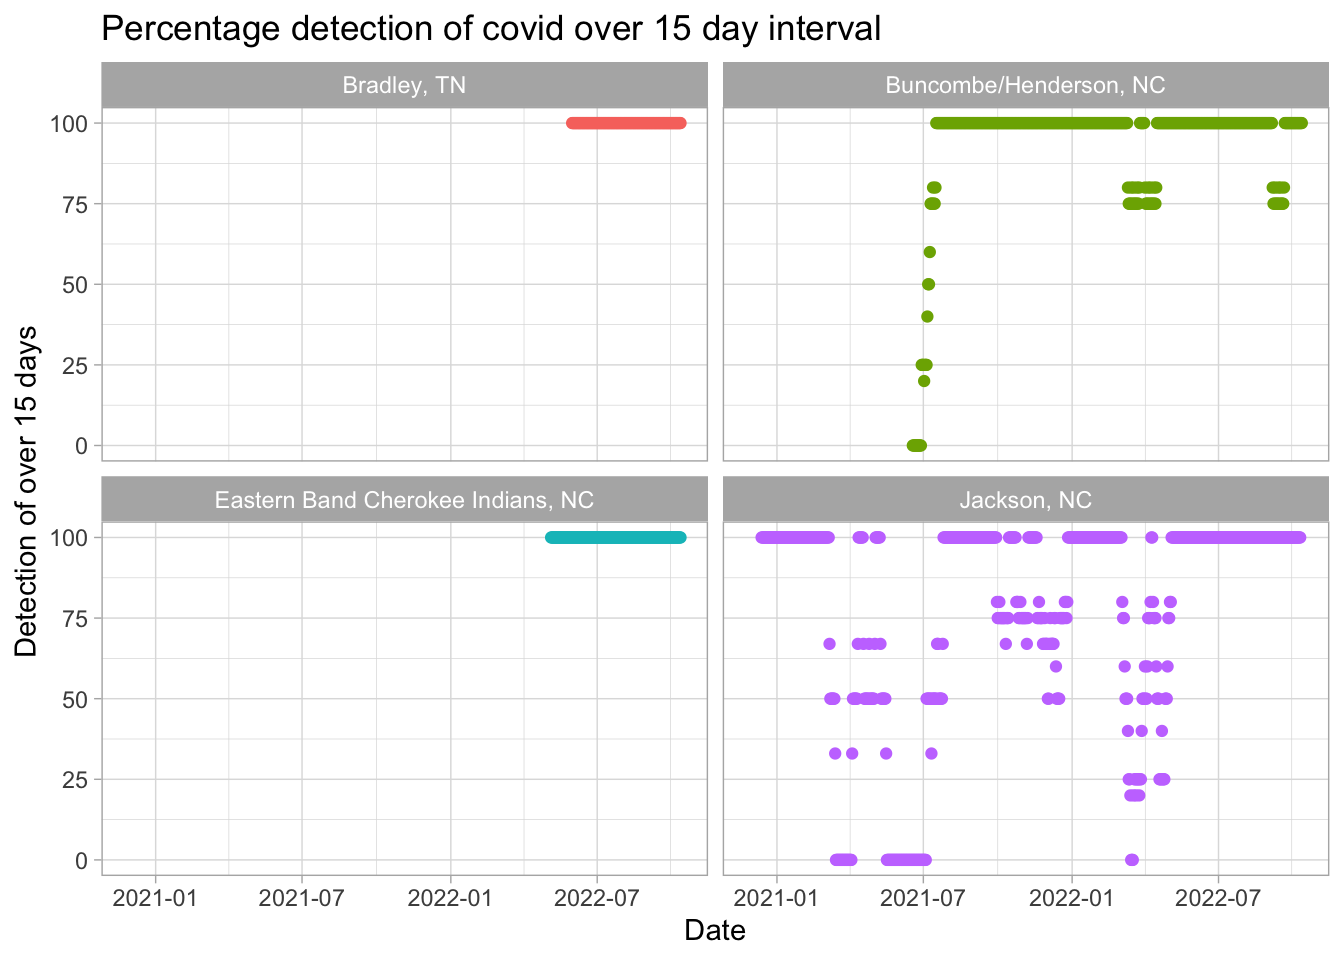 Percentage detection of covid over 15 day interval
Bradley, TN
Buncombe/Henderson, NC
100
75
50
25
0
Eastern Band Cherokee Indians, NC
Jackson, NC
100
75
50
25
0
2021-01
2021-07
2022-01
2022-07
2021-01
2021-07
2022-01
2022-07
Date
Detection of over 15 days